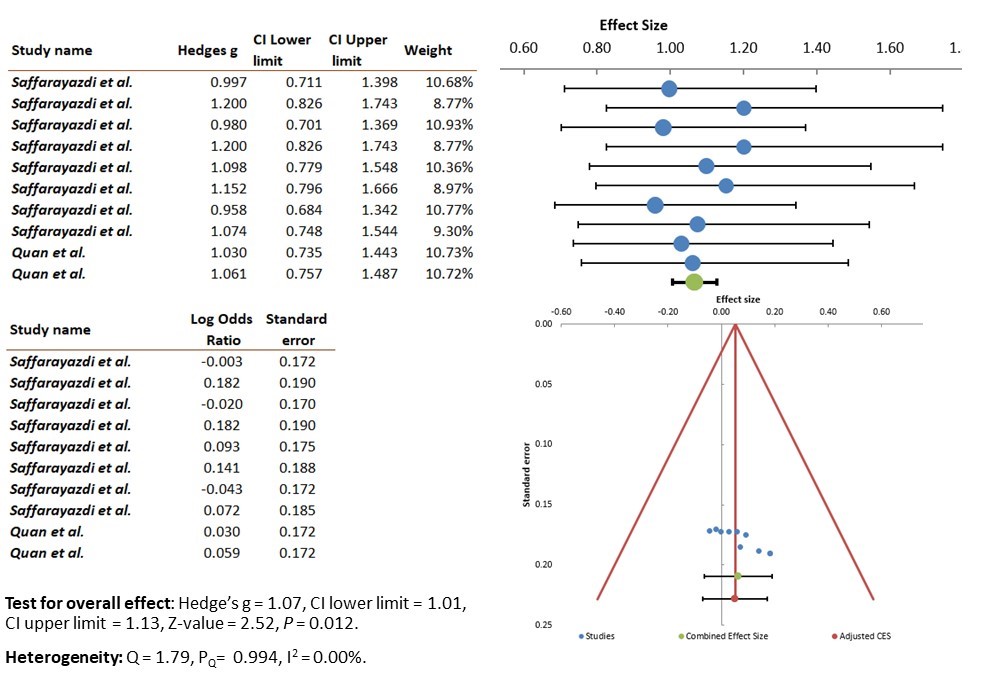 Study name Hedges g CI Lower limit CI Upper limit Weight
Saffarayazdi et al. 0.997 0.711 1.398 10.68%
Saffarayazdi et al. 1.200 0.826 1.743 8.77%
Saffarayazdi et al. 0.980 0.701 1.369 10.93%
Saffarayazdi et al. 1.200 0.826 1.743 8.77%
Saffarayazdi et al. 1.098 0.779 1.548 10.36%
Saffarayazdi et al. 1.152 0.796 1.666 8.97%
Saffarayazdi et al. 0.958 0.684 1.342 10.77%
Saffarayazdi et al. 1.074 0.748 1.544 9.30%
Quan et al. 1.030 0.735 1.443 10.73%
Quan et al. 1.061 0.757 1.487 10.72%
Effect Size
0.60 0.80 1.00 1.20 1.40 1.60 1.
Study name Log Odds Ratio Standard error
Saffarayazdi et al. -0.003 0.172
Saffarayazdi et al. 0.182 0.190
Saffarayazdi et al. -0.020 0.170
Saffarayazdi et al. 0.182 0.190
Saffarayazdi et al. 0.093 0.175
Saffarayazdi et al. 0.141 0.188
Saffarayazdi et al. -0.043 0.172
Saffarayazdi et al. 0.072 0.185
Quan et al. 0.030 0.172
Quan et al. 0.059 0.172
Effect size
-0.60 -0.40 -0.20 0.00 0.20 0.40 0.60
0.00
0.05
0.10
0.15
0.20
0.25
Standard error
Studies Combined Effect Size Adjusted CES
Test for overall effect: Hedge’s g = 1.07, CI lower limit = 1.01,
CI upper limit = 1.13, Z-value = 2.52, P = 0.012.
Heterogeneity: Q = 1.79, PQ= 0.994, I² = 0.00%.